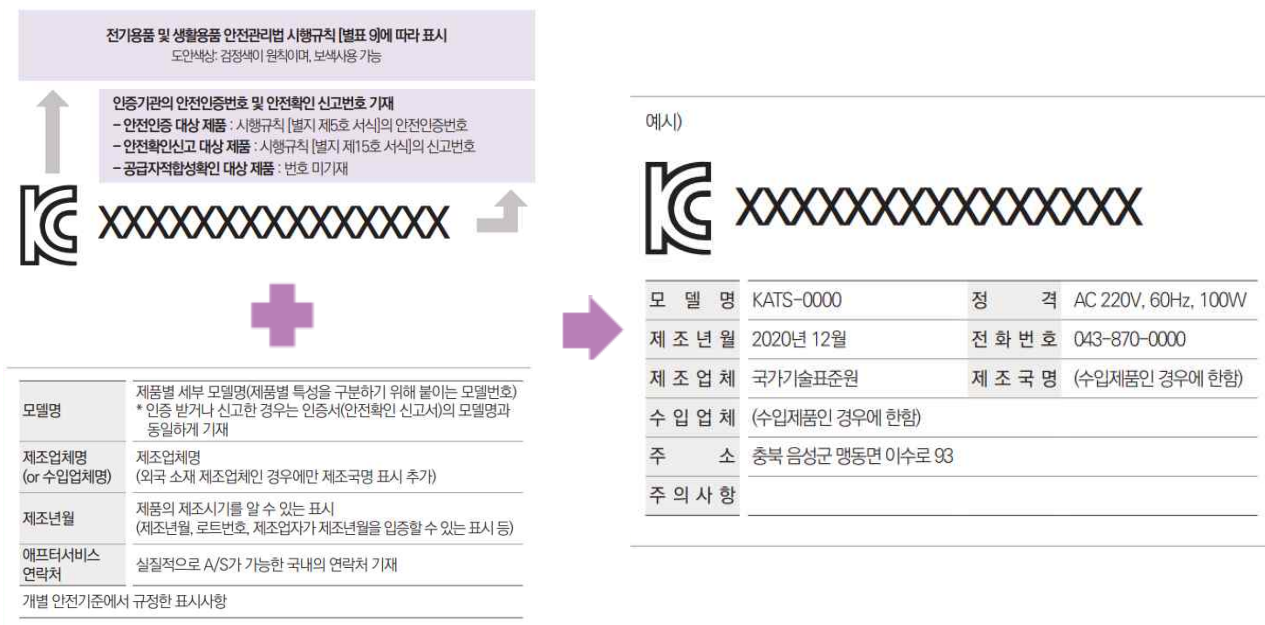 전기용품 및 생활용품 안전관리법 시행규칙 [별표 9]에 따라 표시
도안색상: 검정색이 원칙이며, 보색사용 가능
인증기관의 안전인증번호 및 안전확인 신고번호 기재
- 안전인증 대상 제품 : 시행규칙 [별지 제5호 서식]의 안전인증번호
- 안전확인신고 대상 제품 : 시행규칙 [별지 제15호 서식]의 신고번호
- 공급자적합성확인 대상 제품 : 번호 미기재
KC XXXXXXXXXXXXXXX
모델명 제품별 세부 모델명(제품별 특성을 구분하기 위해 붙이는 모델번호)
* 인증 받거나 신고한 경우는 인증서(안전확인 신고서)의 모델명과
동일하게 기재
제조업체명 제조업체명
(or 수입업체명) (외국 소재 제조업체인 경우에만 제조국명 표시 추가)
제조년월 제품의 제조시기를 알 수 있는 표시
(제조년월, 로트번호, 제조업자가 제조년월을 입증할 수 있는 표시 등)
애프터서비스
연락처 실질적으로 A/S가 가능한 국내의 연락처 기재
개별 안전기준에서 규정한 표시사항
예시)
KC XXXXXXXXXXXXXXX
모델명 KATS-0000 정격 AC 220V, 60Hz, 100W
제조년월 2020년 12월 전화번호 043-870-0000
제조업체 국가기술표준원 제조국명 (수입제품인 경우에 한함)
수입업체 (수입제품인 경우에 한함)
주소 충북 음성군 맹동면 이수로 93
주의사항